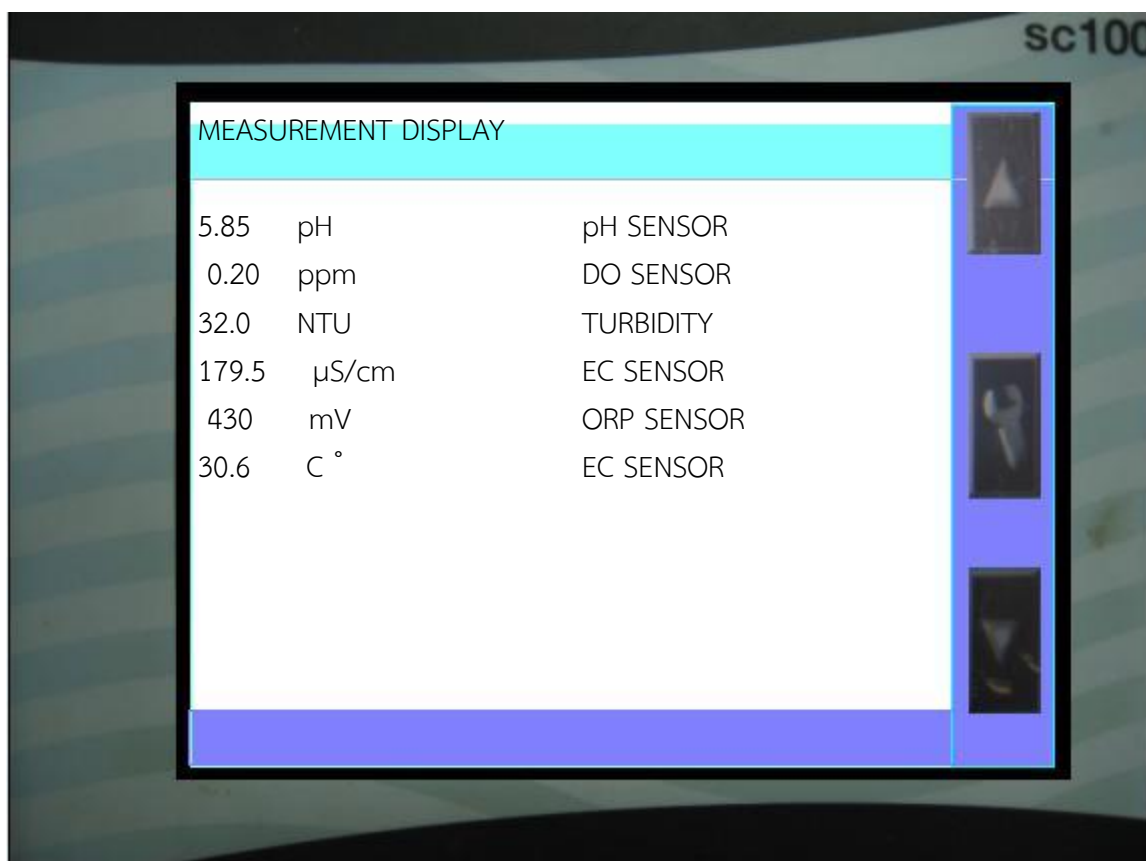 sc100
MEASUREMENT DISPLAY
5.85 pH pH SENSOR
0.20 ppm DO SENSOR
32.0 NTU TURBIDITY
179.5 µS/cm EC SENSOR
430 mV ORP SENSOR
30.6 C ° EC SENSOR